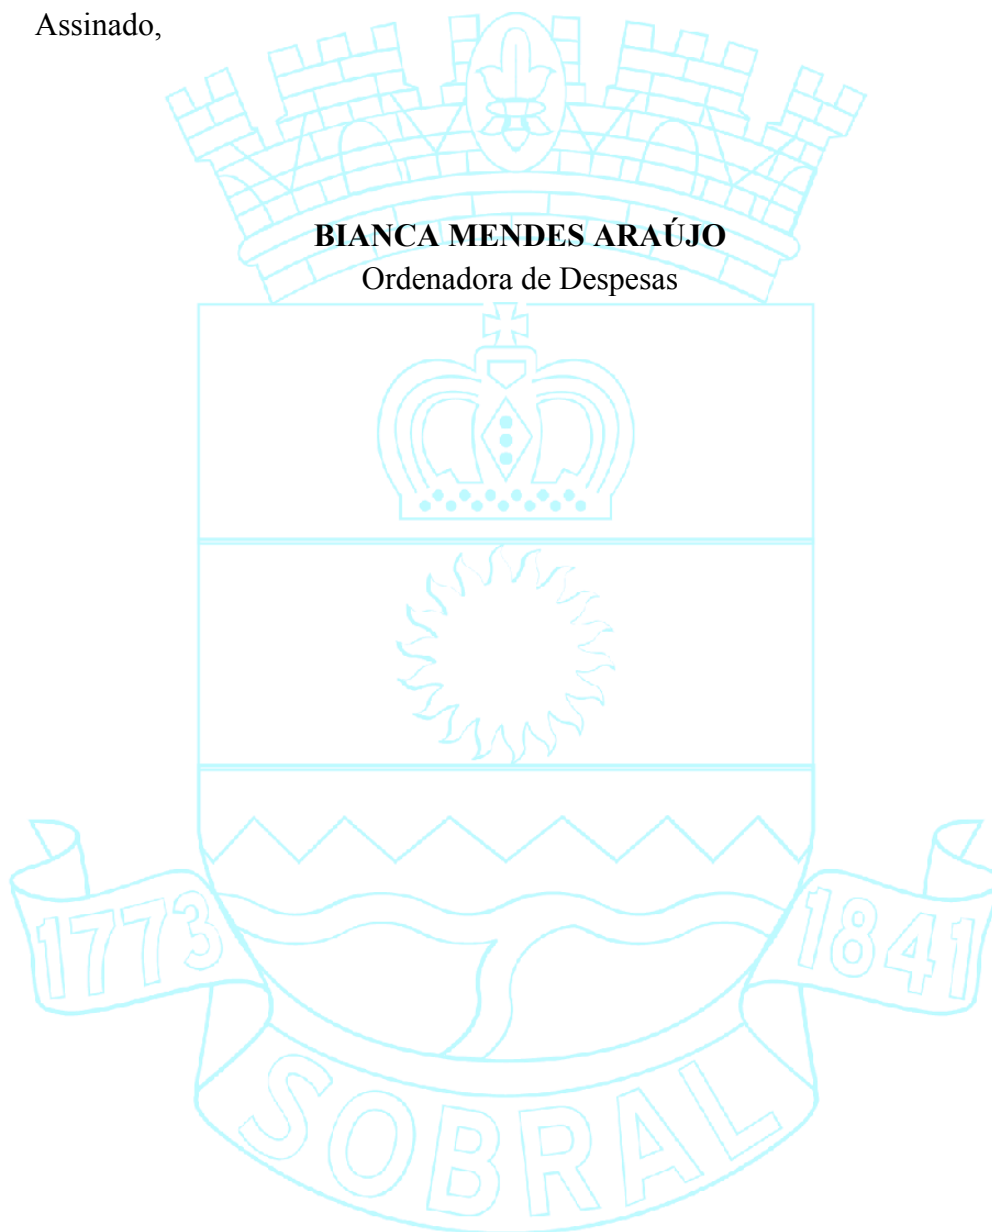 Assinado,
BIANCA MENDES ARAÚJO
Ordenadora de Despesas
1773
1841
SOBRAL